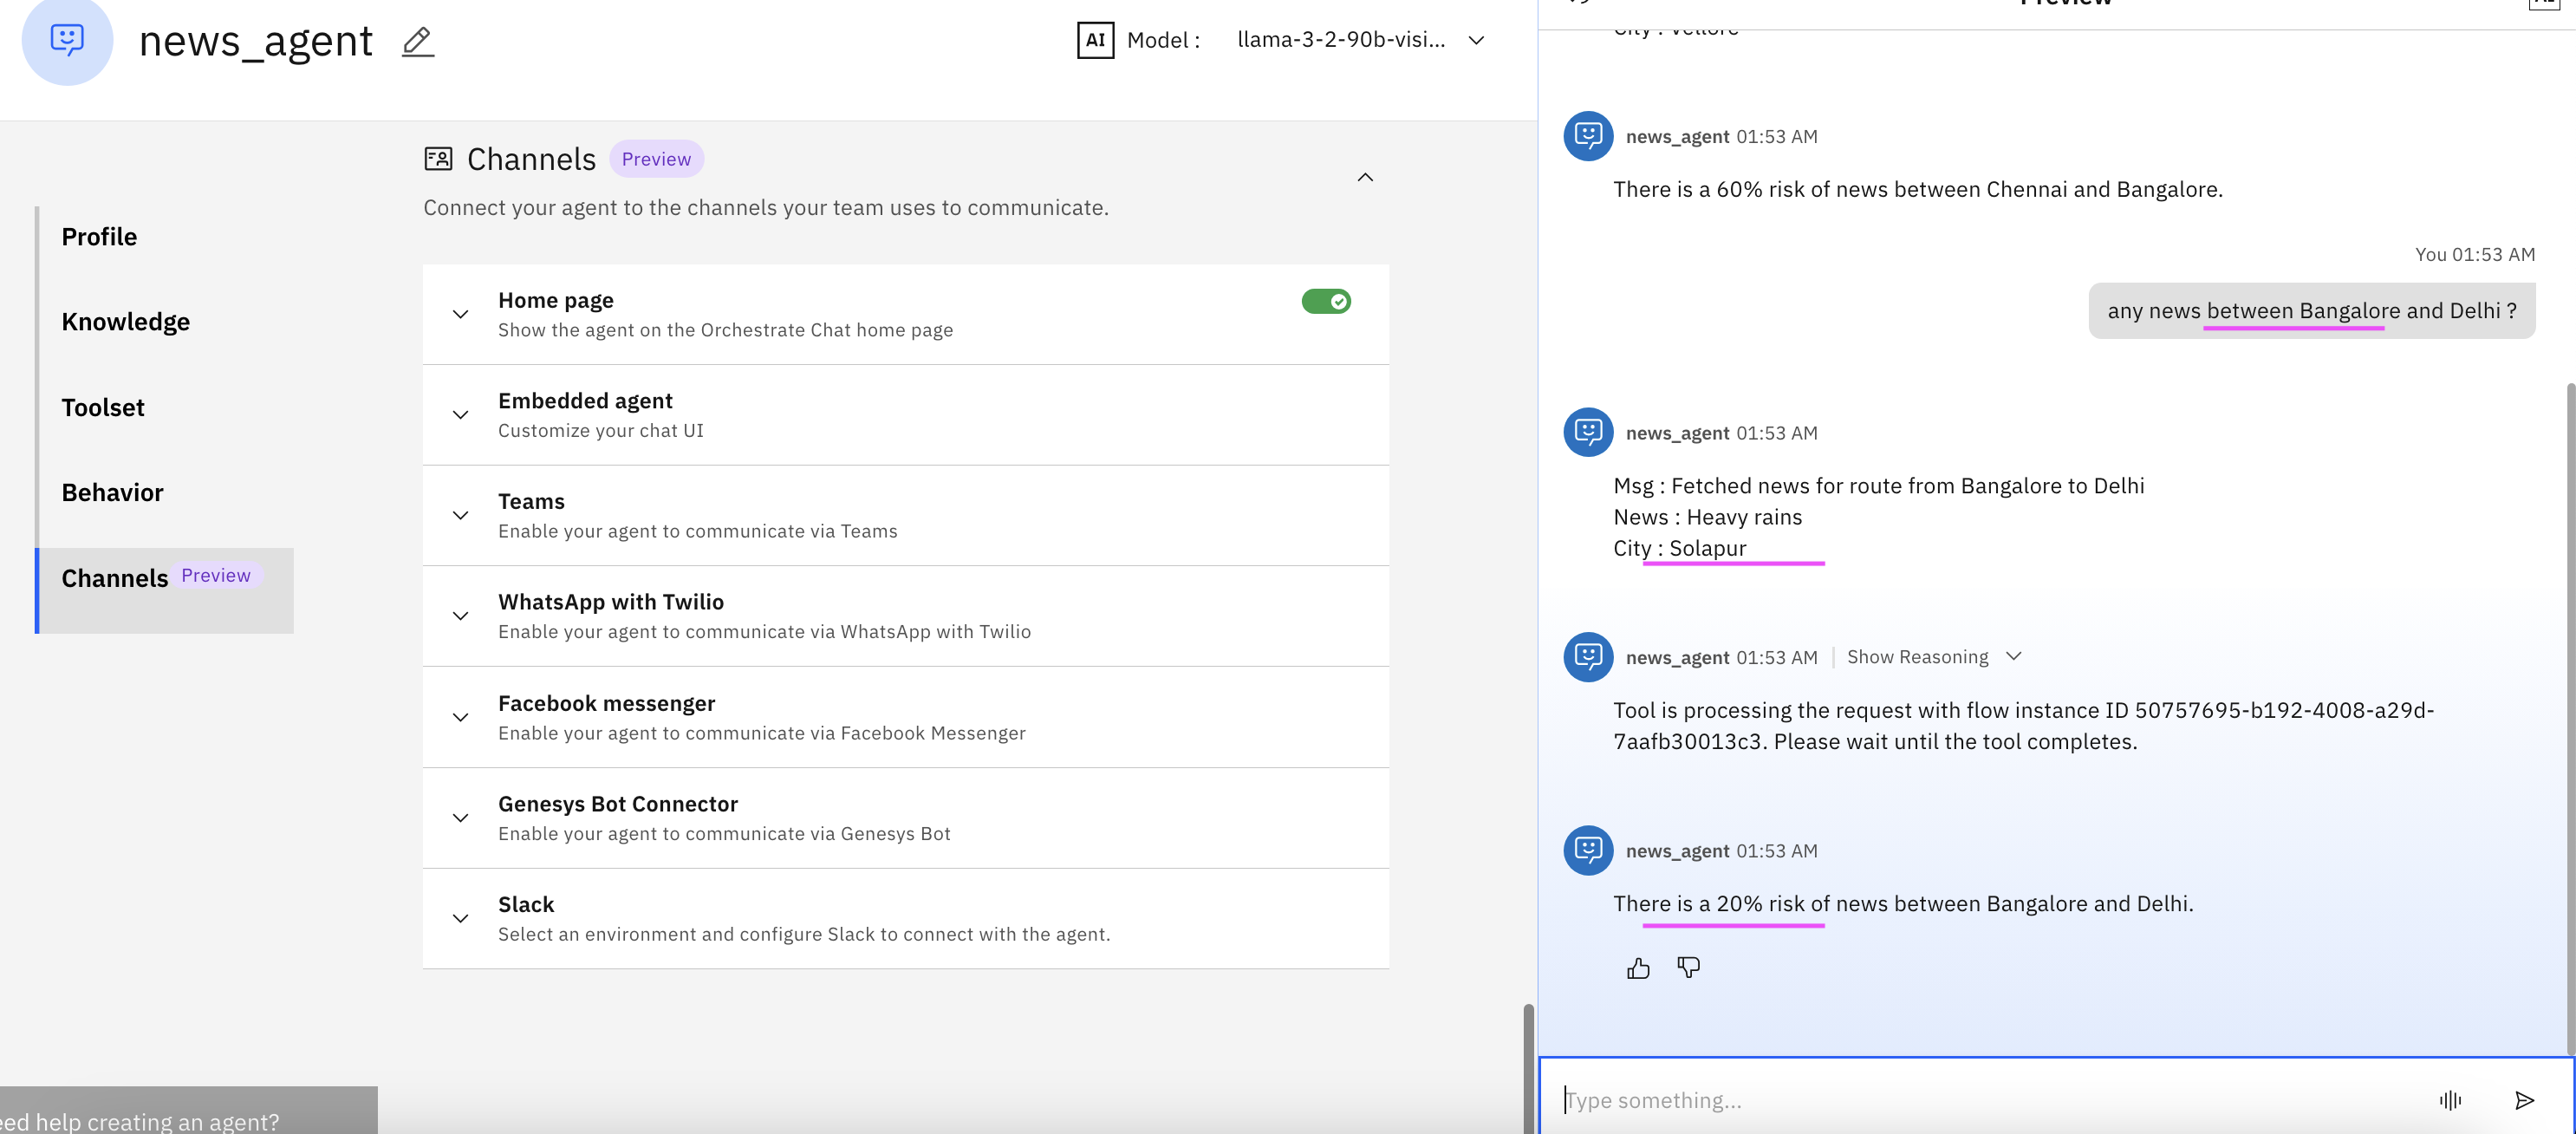 news_agent
AI Model : llama-3-2-90b-visi...
Profile
Knowledge
Toolset
Behavior
Channels Preview
Channels Preview
Connect your agent to the channels your team uses to communicate.
Home page
Show the agent on the Orchestrate Chat home page
Embedded agent
Customize your chat UI
Teams
Enable your agent to communicate via Teams
WhatsApp with Twilio
Enable your agent to communicate via WhatsApp with Twilio
Facebook messenger
Enable your agent to communicate via Facebook Messenger
Genesys Bot Connector
Enable your agent to communicate via Genesys Bot
Slack
Select an environment and configure Slack to connect with the agent.
eed help creating an agent?
Preview
City : Vellore
news_agent 01:53 AM
There is a 60% risk of news between Chennai and Bangalore.
You 01:53 AM
any news between Bangalore and Delhi ?
news_agent 01:53 AM
Msg : Fetched news for route from Bangalore to Delhi
News : Heavy rains
City : Solapur
news_agent 01:53 AM | Show Reasoning
Tool is processing the request with flow instance ID 50757695-b192-4008-a29d-
7aafb30013c3. Please wait until the tool completes.
news_agent 01:53 AM
There is a 20% risk of news between Bangalore and Delhi.
Type something...